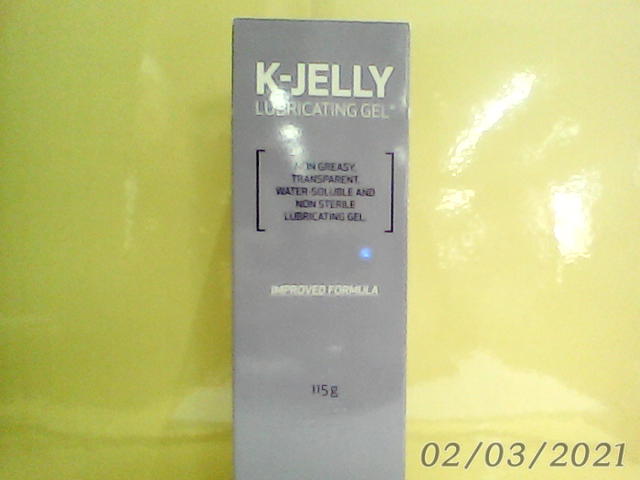 K-JELLY
LUBRICATING GEL*
NON GREASY,
TRANSPARENT,
WATER-SOLUBLE AND
NON STERILE
LUBRICATING GEL.
IMPROVED FORMULA
115g
02/03/2021